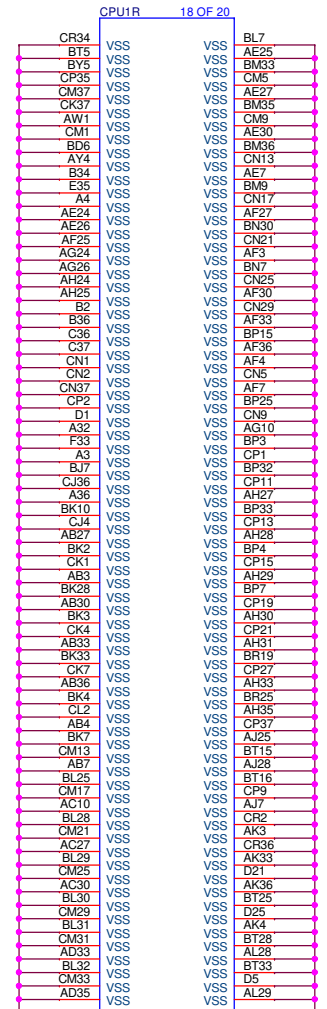 CPU1R 18 OF 20
CR34 VSS VSS BL7
BT5 VSS VSS AE25
BY5 VSS VSS BM33
CP35 VSS VSS CM5
CM37 VSS VSS AE27
CK37 VSS VSS BM35
AW1 VSS VSS CM9
CM1 VSS VSS AE30
BD6 VSS VSS BM36
AY4 VSS VSS CN13
B34 VSS VSS AE7
E35 VSS VSS BM9
A4 VSS VSS CN17
AE24 VSS VSS AF27
AE26 VSS VSS BN30
AF25 VSS VSS CN21
AG24 VSS VSS AF3
AG26 VSS VSS BN7
AH24 VSS VSS CN25
AH25 VSS VSS AF30
B2 VSS VSS CN29
B36 VSS VSS AF33
C36 VSS VSS BP15
C37 VSS VSS AF36
CN1 VSS VSS AF4
CN2 VSS VSS CN5
CN37 VSS VSS AF7
CP2 VSS VSS BP25
D1 VSS VSS CN9
A32 VSS VSS AG10
F33 VSS VSS BP3
A3 VSS VSS CP1
BJ7 VSS VSS BP32
CJ36 VSS VSS CP11
A36 VSS VSS AH27
BK10 VSS VSS BP33
CJ4 VSS VSS CP13
AB27 VSS VSS AH28
BK2 VSS VSS BP4
CK1 VSS VSS CP15
AB3 VSS VSS AH29
BK28 VSS VSS BP7
AB30 VSS VSS CP19
BK3 VSS VSS AH30
CK4 VSS VSS CP21
AB33 VSS VSS AH31
BK33 VSS VSS BR19
CK7 VSS VSS CP27
AB36 VSS VSS AH33
BK4 VSS VSS BR25
CL2 VSS VSS AH35
AB4 VSS VSS CP37
BK7 VSS VSS AJ25
CM13 VSS VSS BT15
AB7 VSS VSS AJ28
BL25 VSS VSS BT16
CM17 VSS VSS CP9
AC10 VSS VSS AJ7
BL28 VSS VSS CR2
CM21 VSS VSS AK3
AC27 VSS VSS CR36
BL29 VSS VSS AK33
CM25 VSS VSS D21
AC30 VSS VSS AK36
BL30 VSS VSS BT25
CM29 VSS VSS D25
BL31 VSS VSS AK4
CM31 VSS VSS BT28
AD33 VSS VSS AL28
BL32 VSS VSS BT33
CM33 VSS VSS D5
AD35 VSS VSS AL29